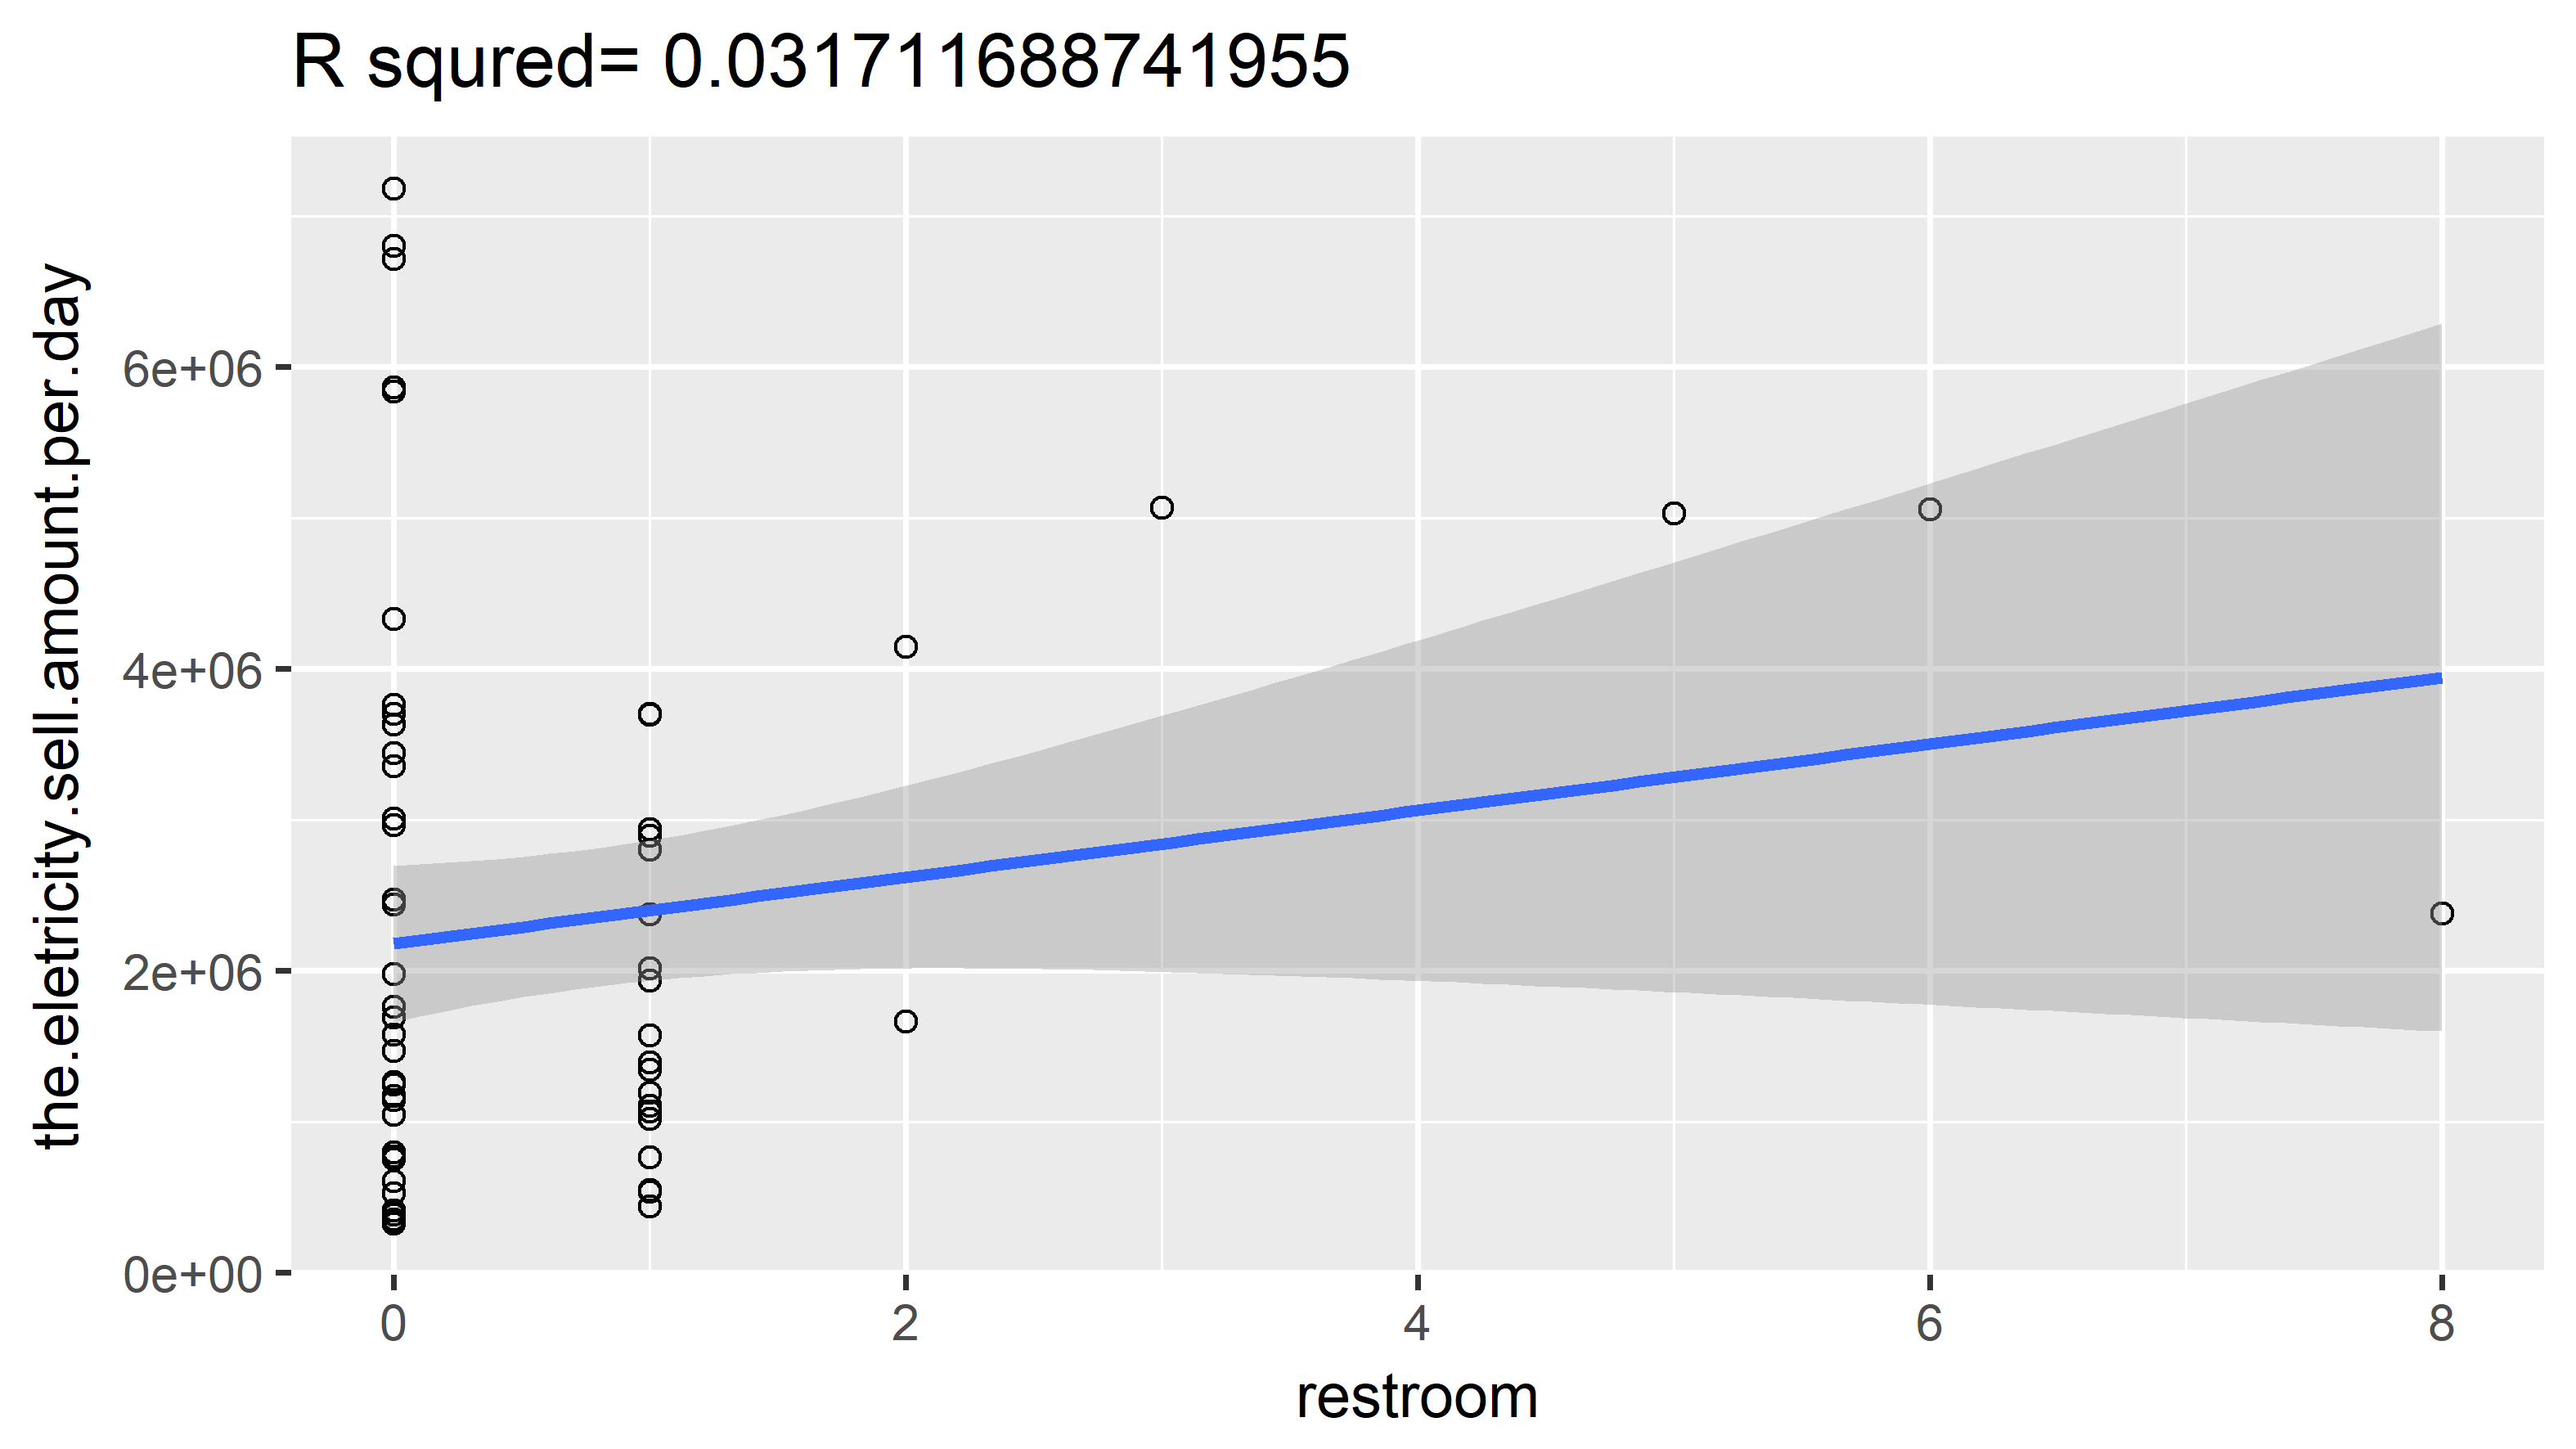 R squred= 0.031711688741955
the.eletricity.sell.amount.per.day
6e+06
4e+06
2e+06
0e+00
0 2 4 6 8
restroom